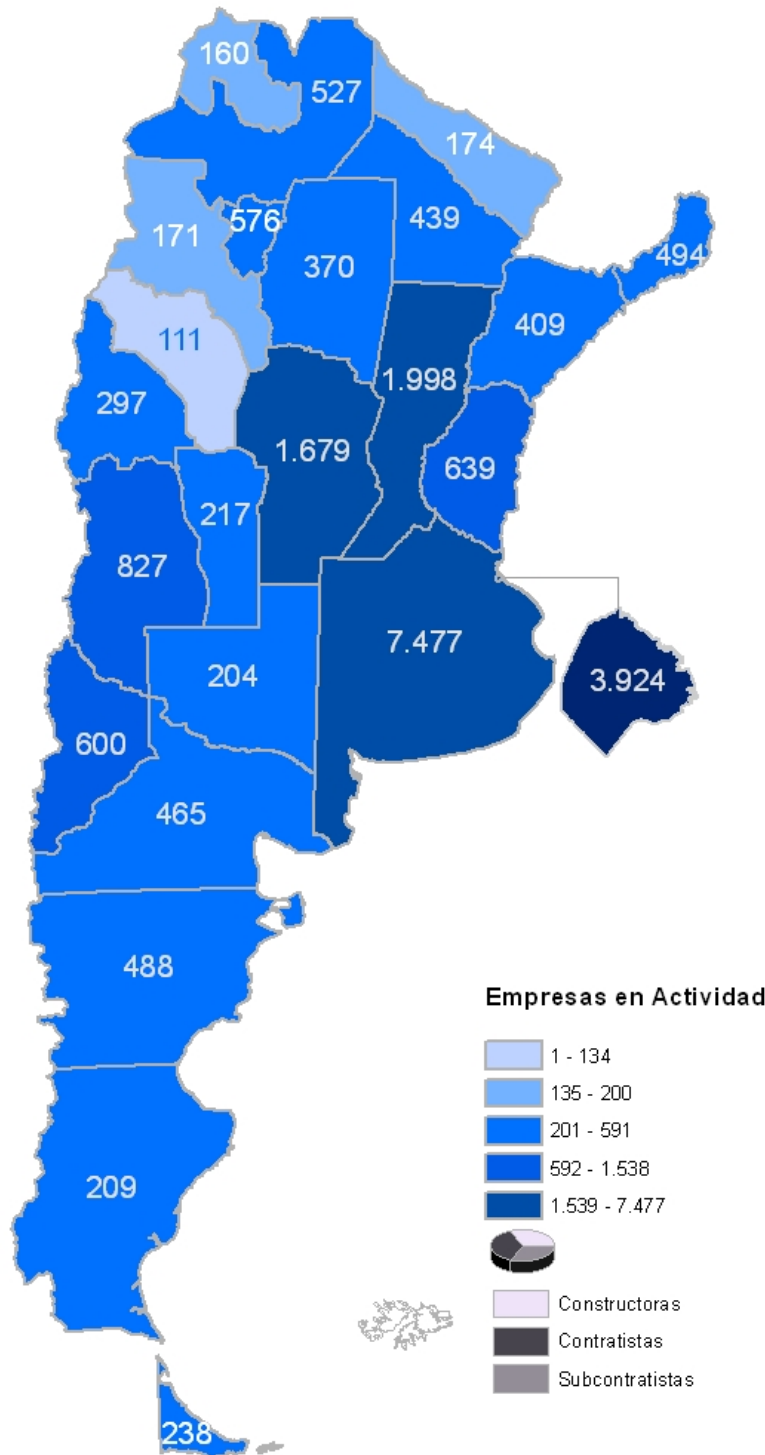 160
527
174
576
171
439
494
370
409
111
1.998
297
1.679
639
217
827
7.477
204
3.924
600
465
488
Empresas en Actividad
1 - 134
135 - 200
201 - 591
592 - 1.538
1.539 - 7.477
209
Constructoras
Contratistas
Subcontratistas
238